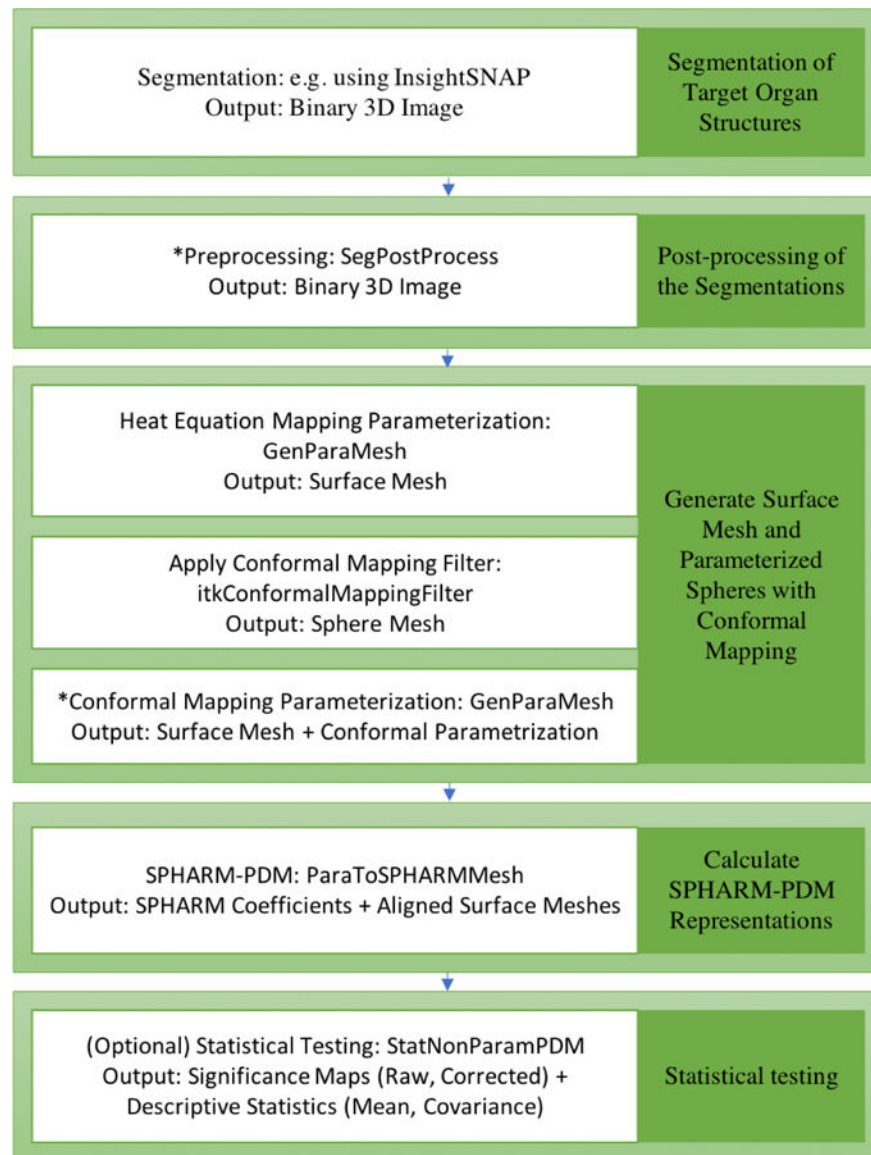 Segmentation: e.g. using InsightSNAP
Output: Binary 3D Image
Segmentation of
Target Organ
Structures
*Preprocessing: SegPostProcess
Output: Binary 3D Image
Post-processing of
the Segmentations
Heat Equation Mapping Parameterization:
GenParaMesh
Output: Surface Mesh
Apply Conformal Mapping Filter:
itkConformalMappingFilter
Output: Sphere Mesh
*Conformal Mapping Parameterization: GenParaMesh
Output: Surface Mesh + Conformal Parametrization
Generate Surface
Mesh and
Parameterized
Spheres with
Conformal
Mapping
SPHARM-PDM: ParaToSPHARMMesh
Output: SPHARM Coefficients + Aligned Surface Meshes
Calculate
SPHARM-PDM
Representations
(Optional) Statistical Testing: StatNonParamPDM
Output: Significance Maps (Raw, Corrected) +
Descriptive Statistics (Mean, Covariance)
Statistical testing